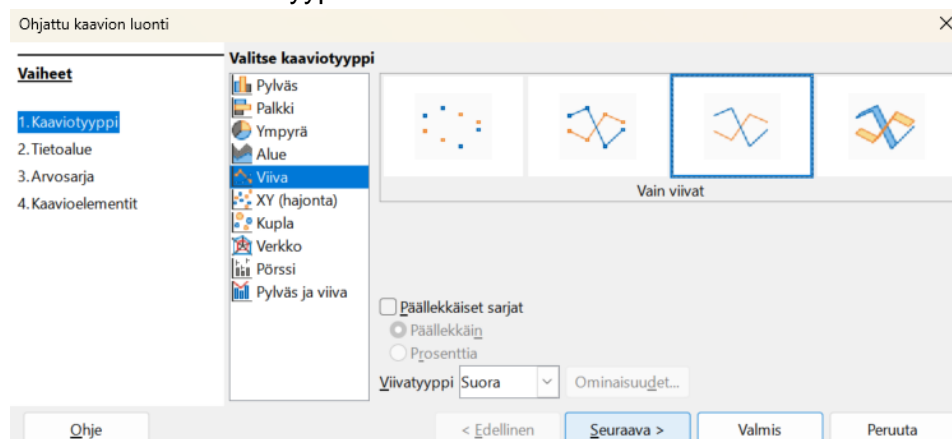 Ohjattu kaavion luonti
Vaiheet
1.Kaaviotyyppi
2.Tietoalue
3.Arvosarja
4.Kaavioelementit
Valitse kaaviotyyppi
Pylväs
Palkki
Ympyrä
Alue
Viiva
XY (hajonta)
Kupla
Verkko
Pörssi
Pylväs ja viiva
Vain viivat
Päällekkäiset sarjat
Päällekkäin
Prosenttia
Viivatyyppi Suora Ominaisuudet...
Ohje < Edellinen Seuraava > Valmis Peruuta